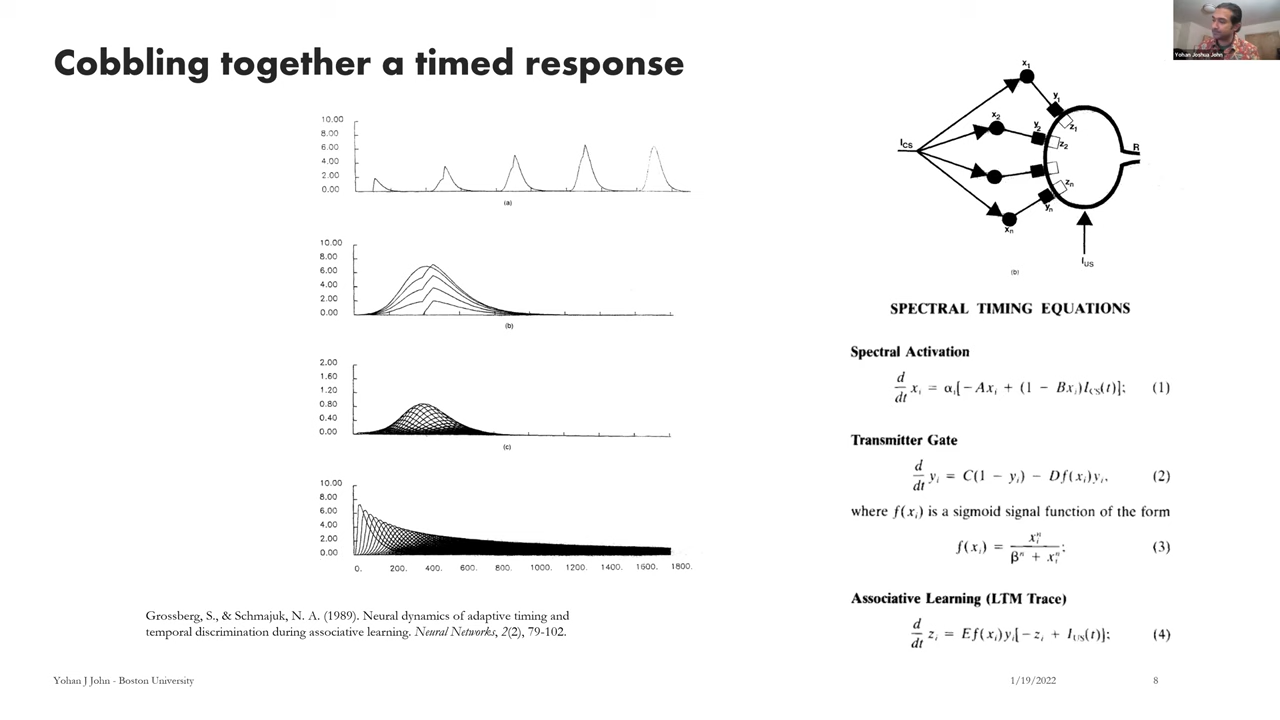 Cobbling together a timed response
Yohan Joshua John
10.00
8.00
6.00
4.00
2.00
0.00
(a)
10.00
8.00
6.00
4.00
2.00
0.00
(b)
2.00
1.60
1.20
0.80
0.40
0.00
(c)
10.00
8.00
6.00
4.00
2.00
0.00
0. 200. 400. 600. 800. 1000. 1200. 1400. 1600. 1800.
Grossberg, S., & Schmajuk, N. A. (1989). Neural dynamics of adaptive timing and
temporal discrimination during associative learning. Neural Networks, 2(2), 79-102.
x₁
y₁
z₁
x₂
y₂
z₂
I_CS
R
zₙ
yₙ
xₙ
I_US
(b)
SPECTRAL TIMING EQUATIONS
Spectral Activation
d/dt xᵢ = αᵢ[−Axᵢ + (1 − Bxᵢ)I_CS(t)]; (1)
Transmitter Gate
d/dt yᵢ = C(1 − yᵢ) − Df(xᵢ)yᵢ, (2)
where f(xᵢ) is a sigmoid signal function of the form
f(xᵢ) = xᵢⁿ / (βⁿ + xᵢⁿ); (3)
Associative Learning (LTM Trace)
d/dt zᵢ = Ef(xᵢ)yᵢ[−zᵢ + I_US(t)]; (4)
Yohan J John - Boston University
1/19/2022
8